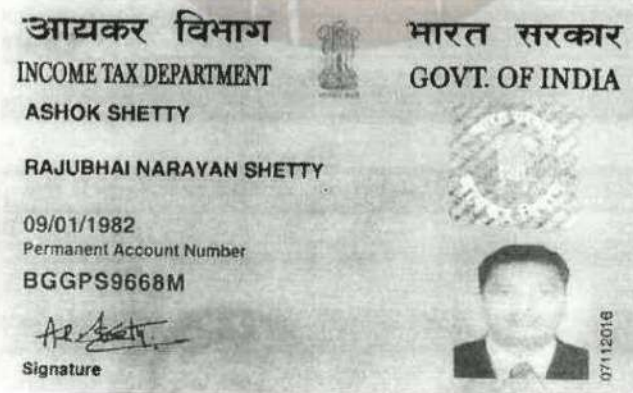 आयकर विभाग
INCOME TAX DEPARTMENT
भारत सरकार
GOVT. OF INDIA
ASHOK SHETTY
RAJUBHAI NARAYAN SHETTY
09/01/1982
Permanent Account Number
BGGPS9668M
Signature
07112016